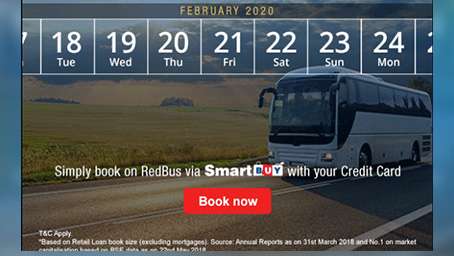 FEBRUARY 2020
18 19 20 21 22 23 24
Tue Wed Thu Fri Sat Sun Mon
Simply book on RedBus via SmartBUY with your Credit Card
Book now
T&C Apply.
*Based on Retail Loan book size (excluding mortgages). Source: Annual Reports as on 31st March 2018 and No.1 on market
capitalisation based on BSE data as on 22nd May 2018.